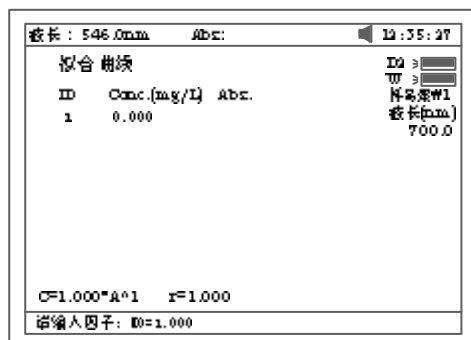 波长: 546.0nm Abs: 12:35:27
拟合曲线
D2
W
ID Conc.(mg/L) Abs.
样品架#1
1 0.000
波长(nm)
700.0
C=1.000*A^1 r=1.000
请输入因子: K0=1.000